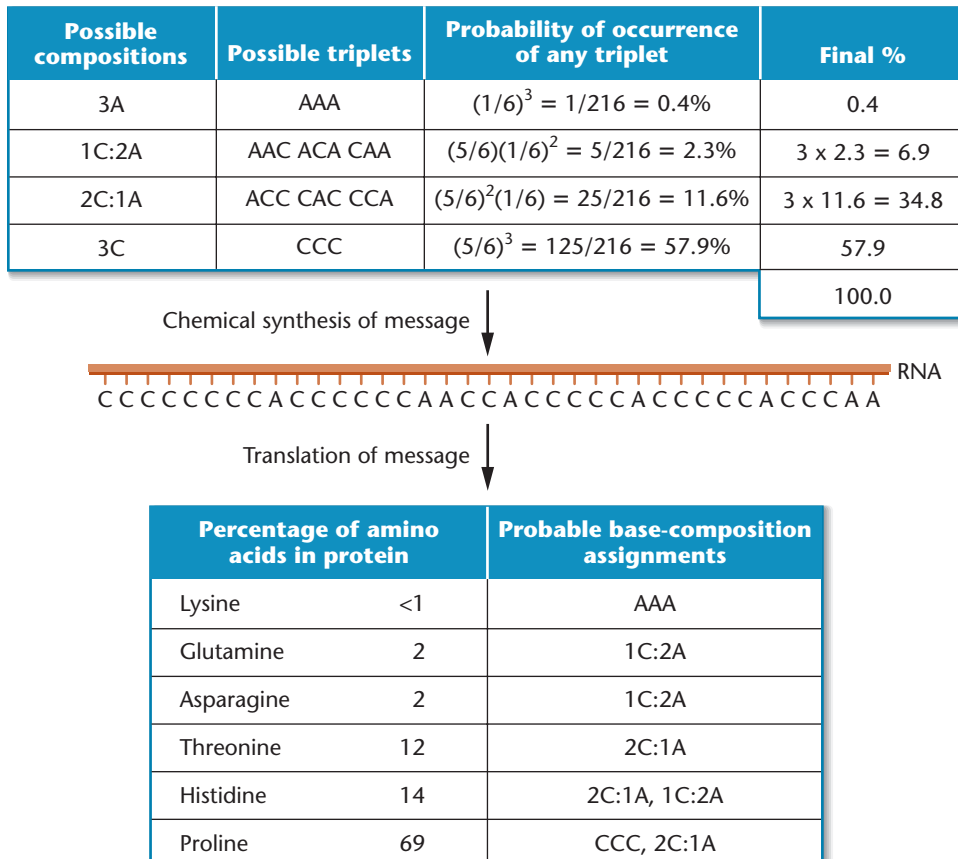 Possible compositions Possible triplets Probability of occurrence of any triplet Final %
3A AAA (1/6)³ = 1/216 = 0.4% 0.4
1C:2A AAC ACA CAA (5/6)(1/6)² = 5/216 = 2.3% 3 x 2.3 = 6.9
2C:1A ACC CAC CCA (5/6)²(1/6) = 25/216 = 11.6% 3 x 11.6 = 34.8
3C CCC (5/6)³ = 125/216 = 57.9% 57.9
100.0
Chemical synthesis of message
RNA
C C C C C C C C A C C C C C C A A C C A C C C C C A C C C C C A C C C A A
Translation of message
Percentage of amino acids in protein Probable base-composition assignments
Lysine <1 AAA
Glutamine 2 1C:2A
Asparagine 2 1C:2A
Threonine 12 2C:1A
Histidine 14 2C:1A, 1C:2A
Proline 69 CCC, 2C:1A